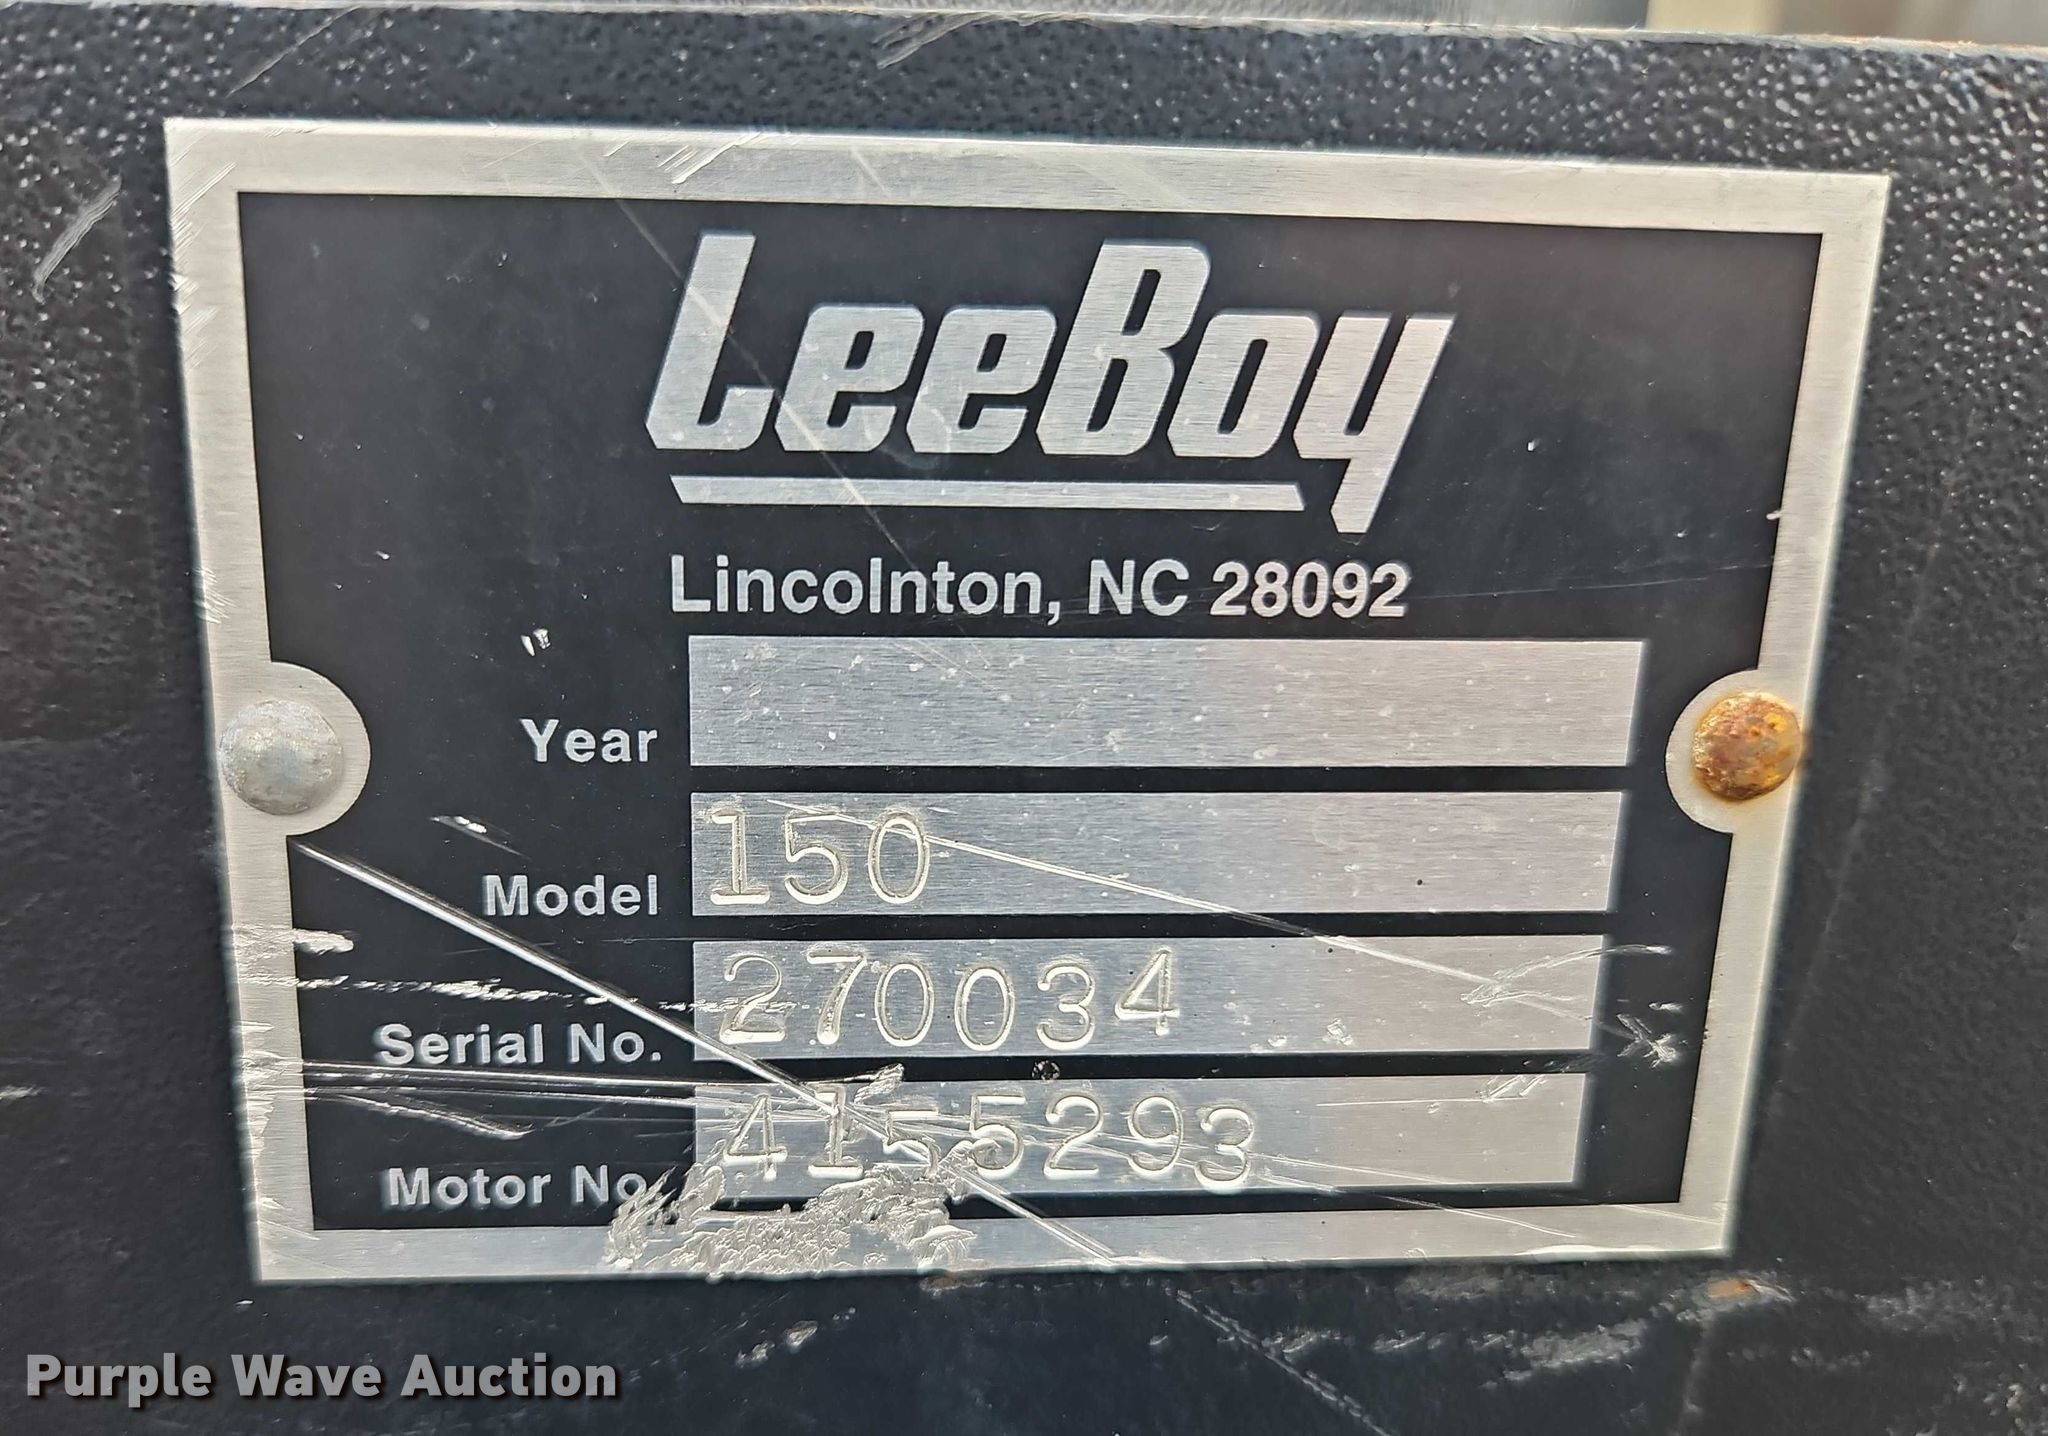 LeeBoy
Lincolnton, NC 28092
Year
Model 150
Serial No. 270034
Motor No. 4155293
Purple Wave Auction